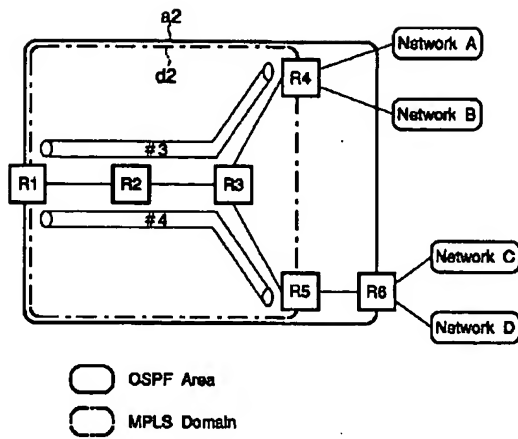 a2
d2
Network A
R4
Network B
#3
R1
R2
R3
#4
Network C
R5
R6
Network D
OSPF Area
MPLS Domain